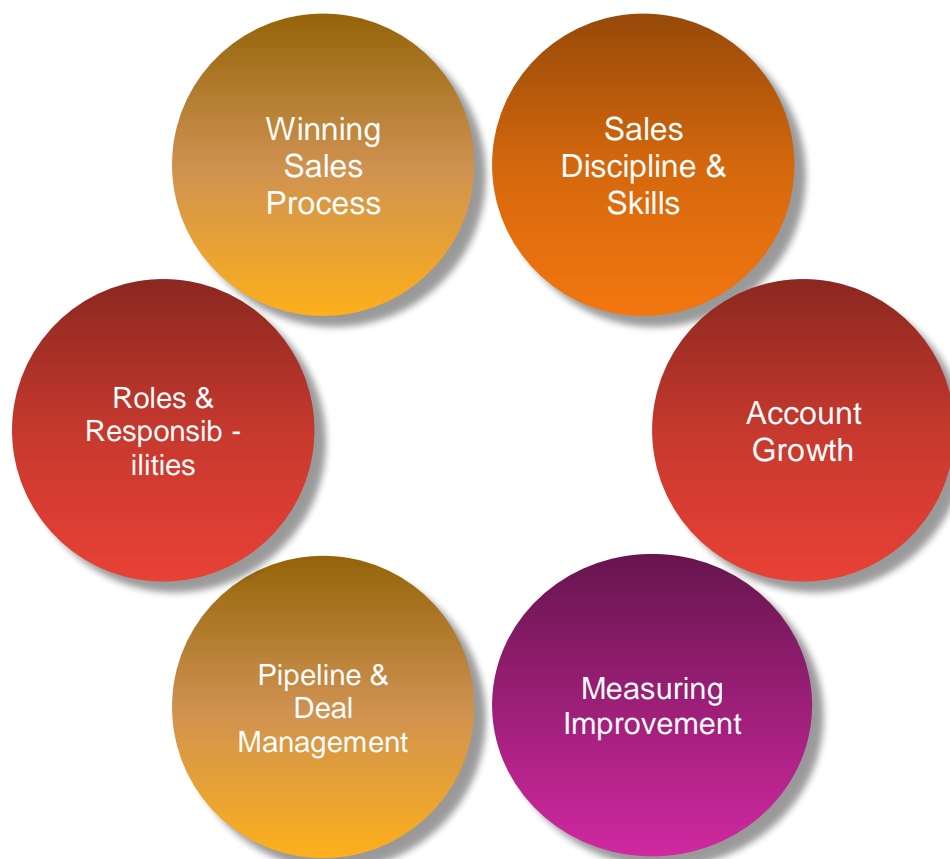 Winning
Sales
Process
Sales
Discipline &
Skills
Roles &
Responsib -
ilities
Account
Growth
Pipeline &
Deal
Management
Measuring
Improvement